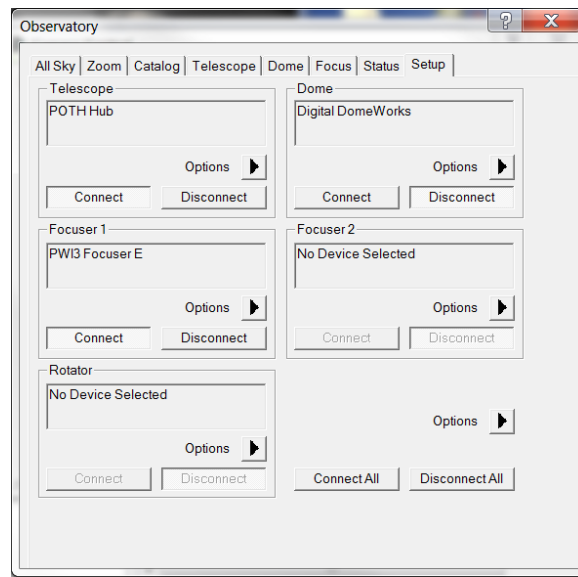 Observatory
All Sky Zoom Catalog Telescope Dome Focus Status Setup
Telescope
POTH Hub
Options
Connect Disconnect
Dome
Digital DomeWorks
Options
Connect Disconnect
Focuser 1
PWI3 Focuser E
Options
Connect Disconnect
Focuser 2
No Device Selected
Options
Connect Disconnect
Rotator
No Device Selected
Options
Connect Disconnect
Options
Connect All Disconnect All